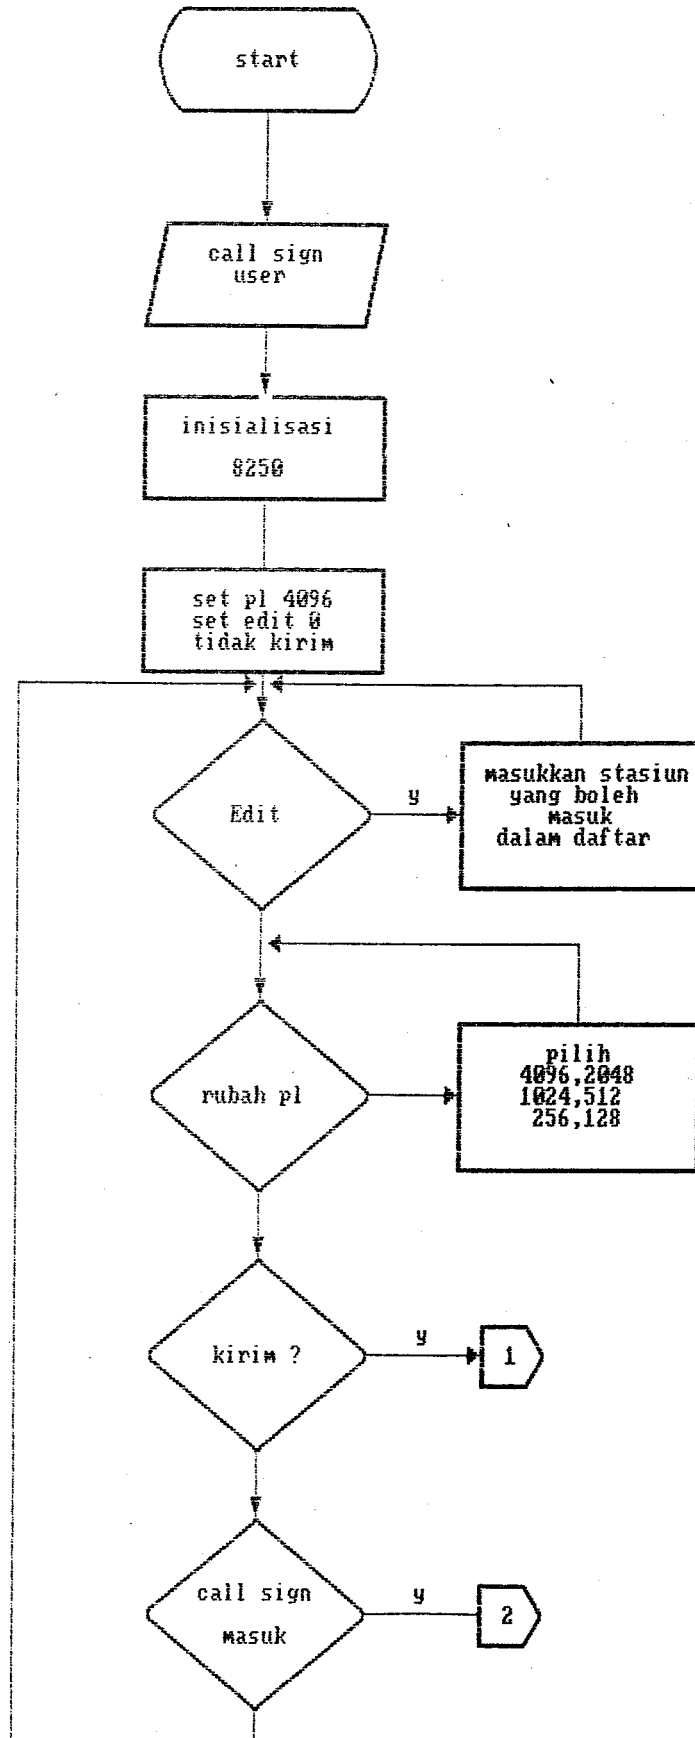 start
call sign
user
inisialisasi
8250
set pl 4096
set edit 0
tidak kirim
Edit
y
masukkan stasiun
yang boleh
masuk
dalam daftar
rubah pl
pilih
4096,2048
1024,512
256,128
kirim ?
y
1
call sign
masuk
y
2